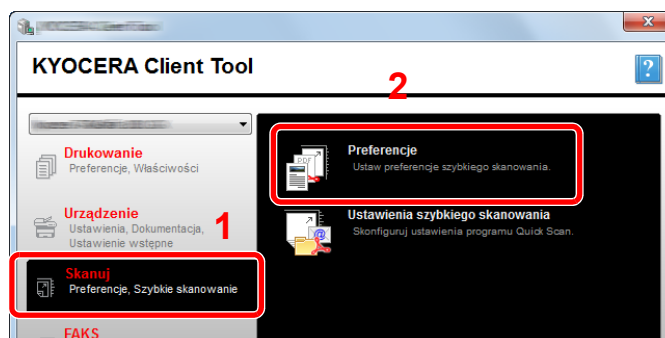 KYOCERA Client Tool
?
2
Drukowanie
Preferencje, Właściwości
Urządzenie
Ustawienia, Dokumentacja,
Ustawienie wstępne
1
Skanuj
Preferencje, Szybkie skanowanie
FAKS
PDF
Preferencje
Ustaw preferencje szybkiego skanowania.
Ustawienia szybkiego skanowania
Skonfiguruj ustawienia programu Quick Scan.